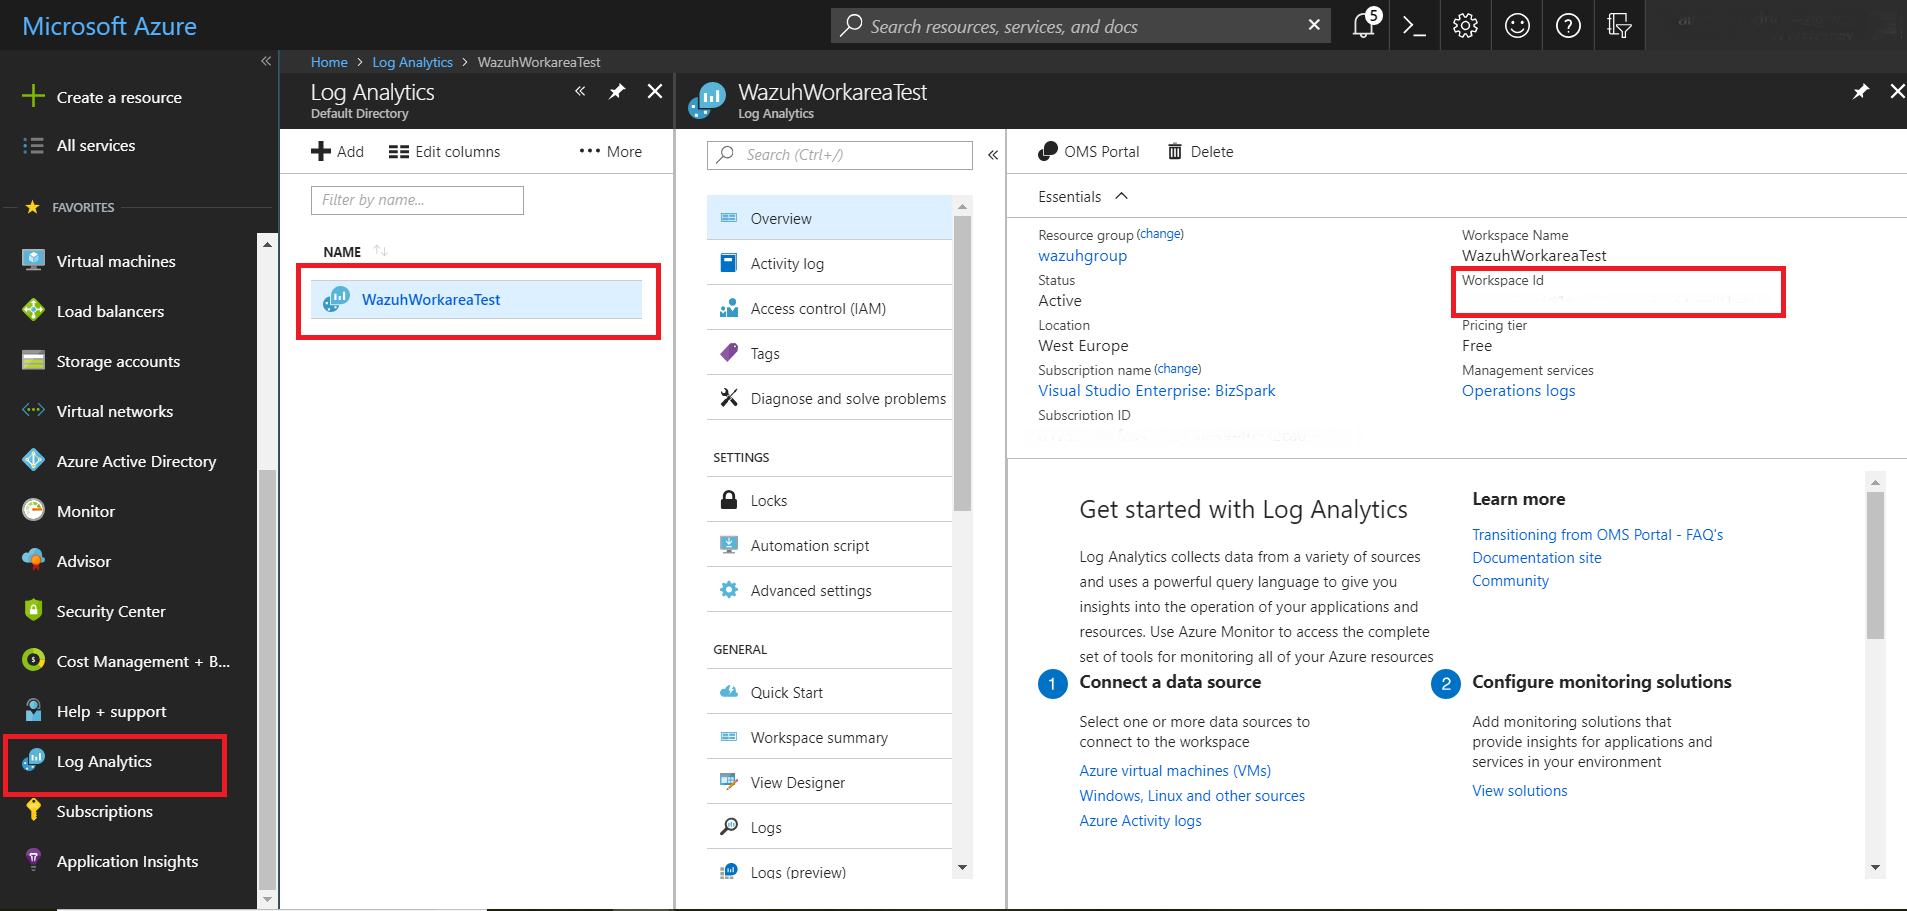 Microsoft Azure
Search resources, services, and docs
5
Create a resource
All services
FAVORITES
Virtual machines
Load balancers
Storage accounts
Virtual networks
Azure Active Directory
Monitor
Advisor
Security Center
Cost Management + B...
Help + support
Log Analytics
Subscriptions
Application Insights
Home > Log Analytics > WazuhWorkareaTest
Log Analytics
Default Directory
Add
Edit columns
More
Filter by name...
NAME
WazuhWorkareaTest
WazuhWorkareaTest
Log Analytics
Search (Ctrl+/)
Overview
Activity log
Access control (IAM)
Tags
Diagnose and solve problems
SETTINGS
Locks
Automation script
Advanced settings
GENERAL
Quick Start
Workspace summary
View Designer
Logs
Logs (preview)
OMS Portal
Delete
Essentials
Resource group (change)
wazuhgroup
Status
Active
Location
West Europe
Subscription name (change)
Visual Studio Enterprise: BizSpark
Subscription ID
Workspace Name
WazuhWorkareaTest
Workspace Id
Pricing tier
Free
Management services
Operations logs
Get started with Log Analytics
Log Analytics collects data from a variety of sources
and uses a powerful query language to give you
insights into the operation of your applications and
resources. Use Azure Monitor to access the complete
set of tools for monitoring all of your Azure resources
Learn more
Transitioning from OMS Portal - FAQ's
Documentation site
Community
1
Connect a data source
Select one or more data sources to
connect to the workspace
Azure virtual machines (VMs)
Windows, Linux and other sources
Azure Activity logs
2
Configure monitoring solutions
Add monitoring solutions that
provide insights for applications and
services in your environment
View solutions